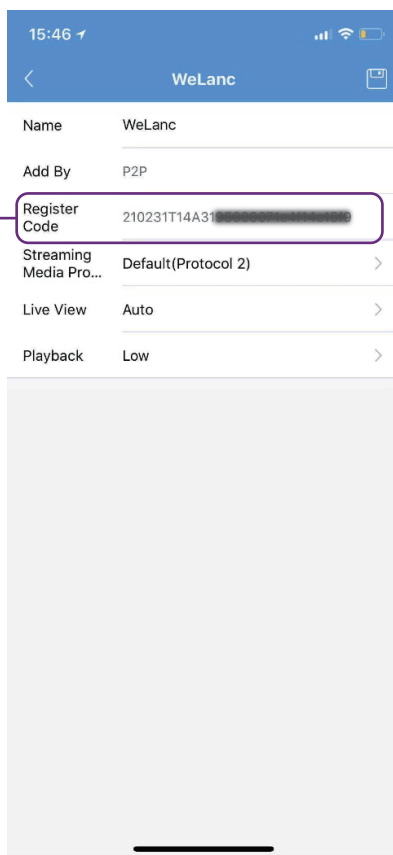 15:46
WeLanc
Name WeLanc
Add By P2P
Register
Code
210231T14A31
Streaming
Media Pro...
Default(Protocol 2)
Live View Auto
Playback Low